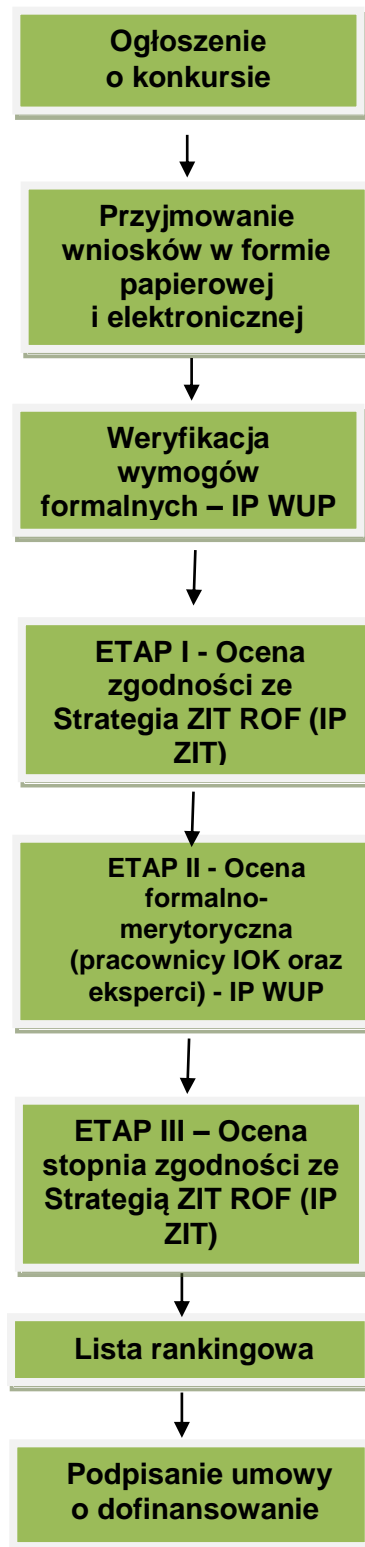 Ogłoszenie
o konkursie
Przyjmowanie
wniosków w formie
papierowej
i elektronicznej
Weryfikacja
wymogów
formalnych – IP WUP
ETAP I - Ocena
zgodności ze
Strategia ZIT ROF (IP
ZIT)
ETAP II - Ocena
formalno-
merytoryczna
(pracownicy IOK oraz
eksperci) - IP WUP
ETAP III – Ocena
stopnia zgodności ze
Strategią ZIT ROF (IP
ZIT)
Lista rankingowa
Podpisanie umowy
o dofinansowanie